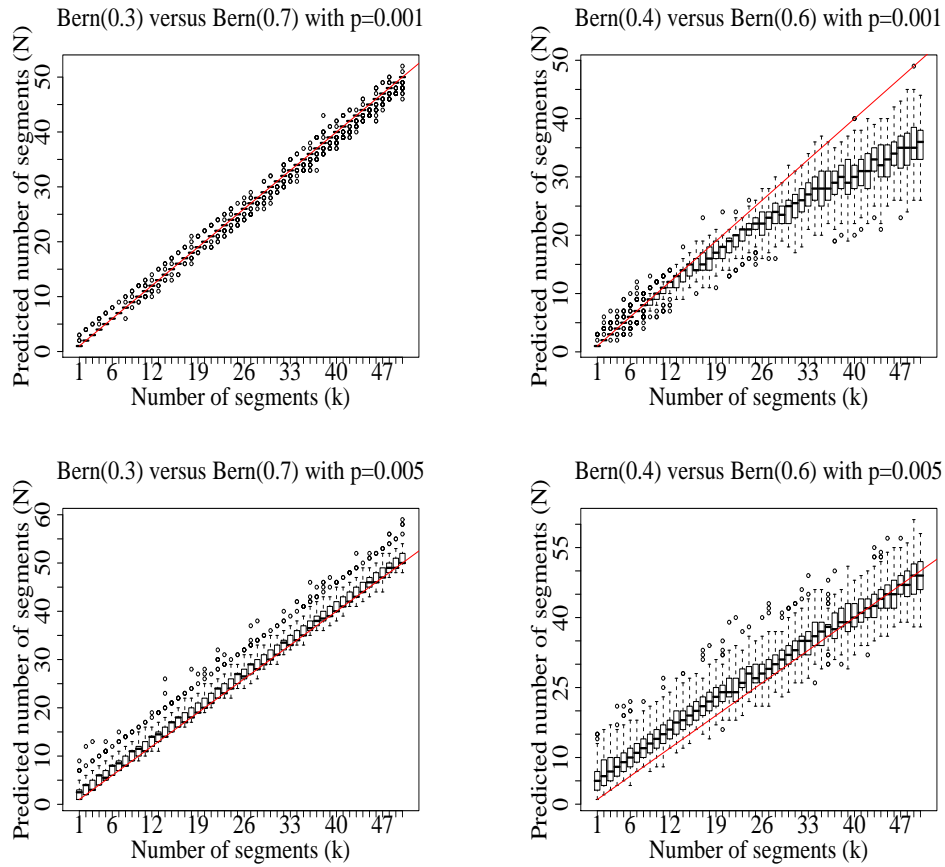 Bern(0.3) versus Bern(0.7) with p=0.001
Predicted number of segments (N)
50
40
30
20
10
0
1 6 12 19 26 33 40 47
Number of segments (k)
Bern(0.4) versus Bern(0.6) with p=0.001
Predicted number of segments (N)
50
40
30
20
10
0
1 6 12 19 26 33 40 47
Number of segments (k)
Bern(0.3) versus Bern(0.7) with p=0.005
Predicted number of segments (N)
60
50
40
30
20
10
0
1 6 12 19 26 33 40 47
Number of segments (k)
Bern(0.4) versus Bern(0.6) with p=0.005
Predicted number of segments (N)
55
40
25
10
0
1 6 12 19 26 33 40 47
Number of segments (k)